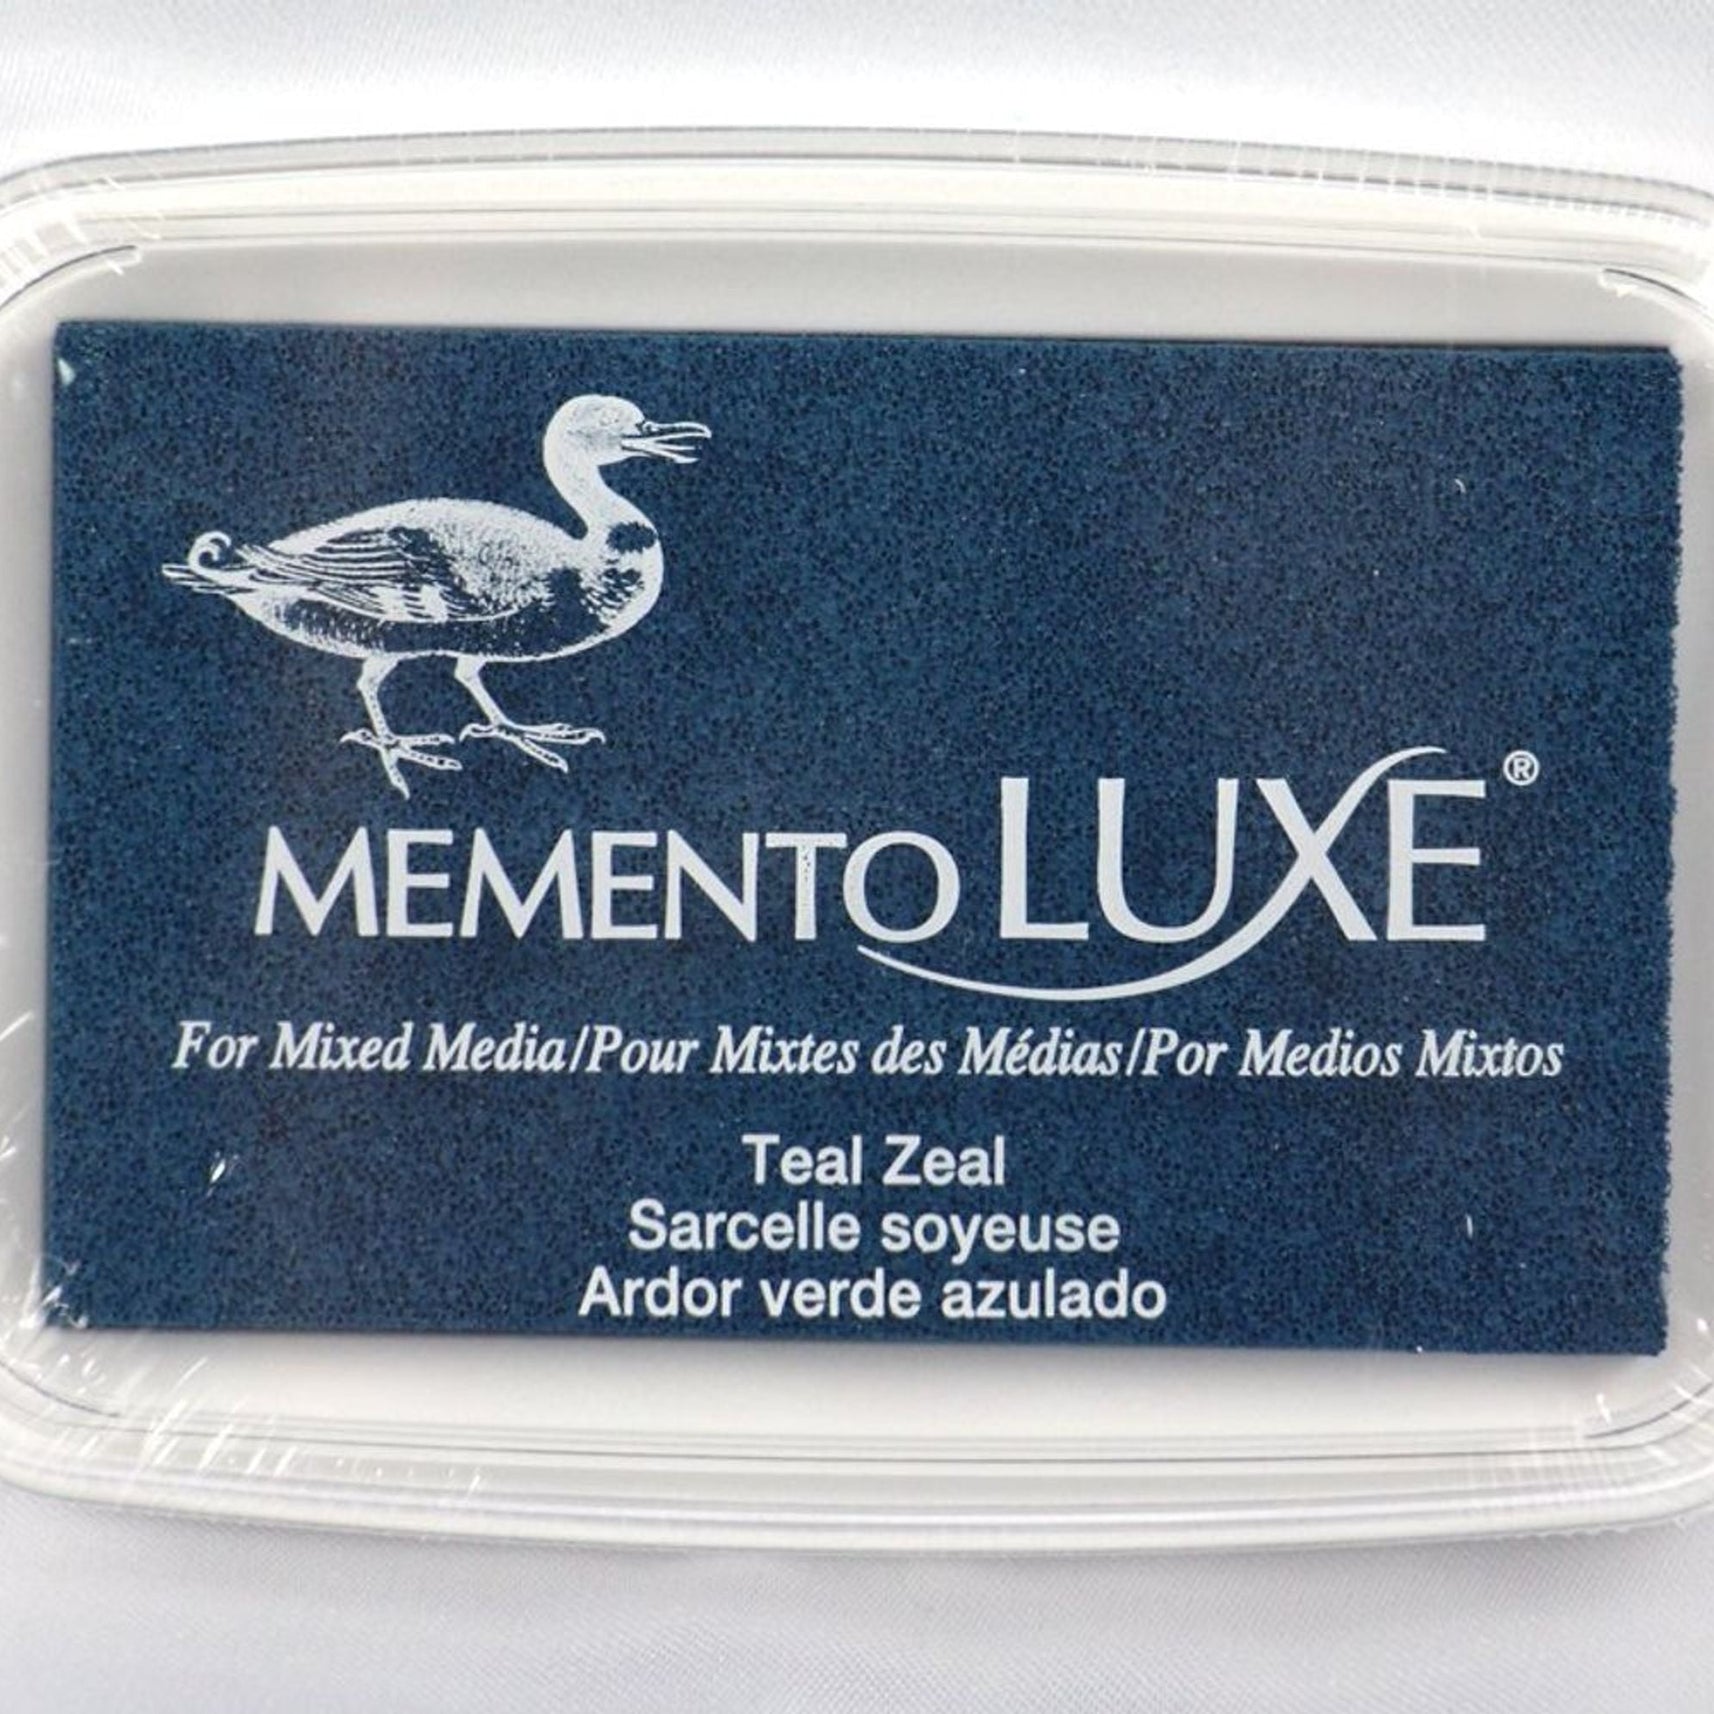 MEMENTO LUXE®
For Mixed Media/Pour Mixtes des Médias/Por Medios Mixtos
Teal Zeal
Sarcelle soyeuse
Ardor verde azulado